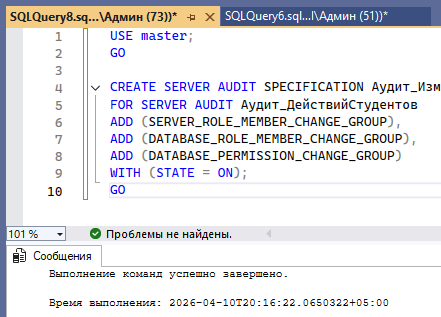 SQLQuery8.sq...\Админ (73))* SQLQuery6.sql...l\Админ (51))*
1 USE master;
2 GO
3
4 CREATE SERVER AUDIT SPECIFICATION
5 FOR SERVER AUDIT Аудит_ДействийСтудентов
6 ADD (SERVER_ROLE_MEMBER_CHANGE_GROUP),
7 ADD (DATABASE_ROLE_MEMBER_CHANGE_GROUP),
8 ADD (DATABASE_PERMISSION_CHANGE_GROUP)
9 WITH (STATE = ON);
10 GO
101 % Проблемы не найдены.
Сообщения
Выполнение команд успешно завершено.
Время выполнения: 2026-04-10T20:16:22.0650322+05:00